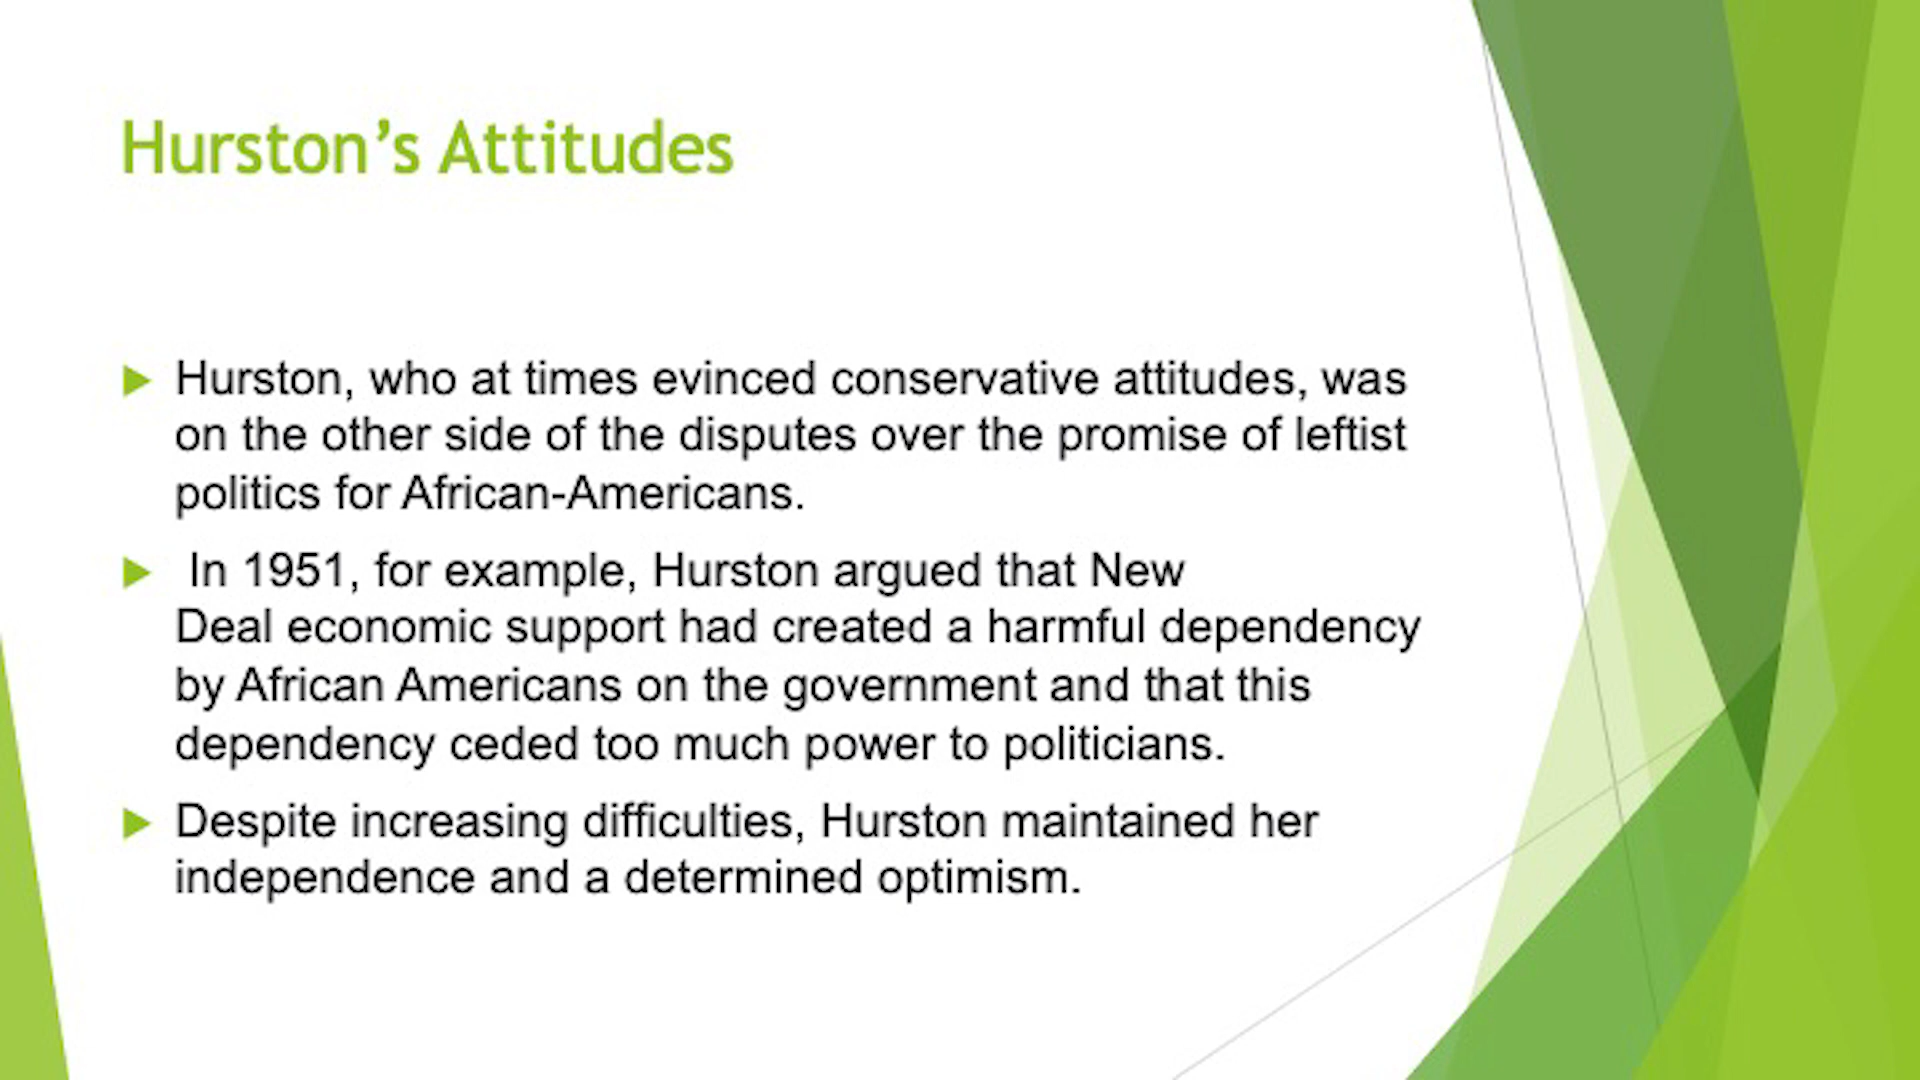 Hurston’s Attitudes
Hurston, who at times evinced conservative attitudes, was
on the other side of the disputes over the promise of leftist
politics for African-Americans.
In 1951, for example, Hurston argued that New
Deal economic support had created a harmful dependency
by African Americans on the government and that this
dependency ceded too much power to politicians.
Despite increasing difficulties, Hurston maintained her
independence and a determined optimism.